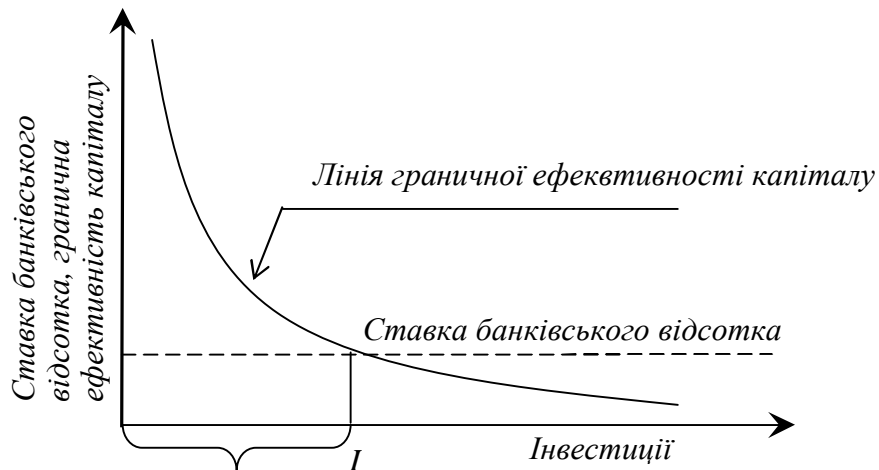 Ставка банківського
відсотка, гранична
ефективність капіталу
Лінія граничної ефеквтивності капіталу
Ставка банківського відсотка
I
Інвестиції